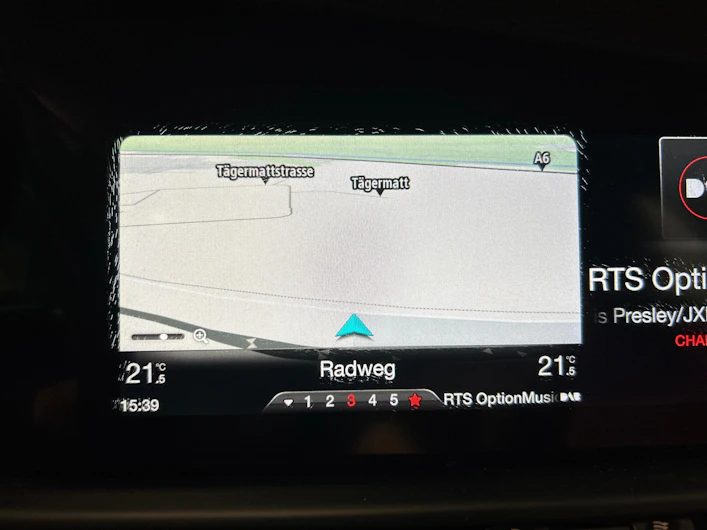 A6
Tägermattstrasse
Tägermatt
RTS Opti
s Presley/JX
CHA
21.5 °C
Radweg
21.5 °C
15:39
1 2 3 4 5
RTS OptionMusic
DAB